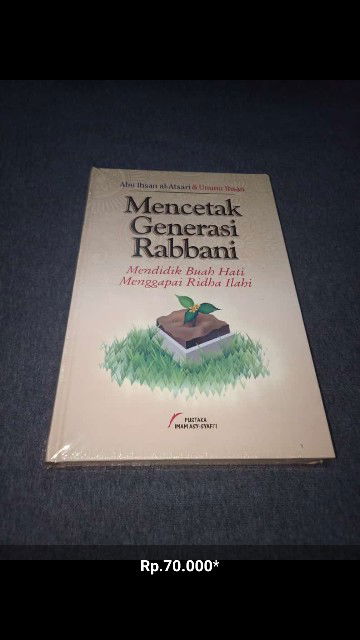 Abu Ihsan al-Atsari & Ummu Ihsan
Mencetak
Generasi
Rabbani
Mendidik Buah Hati
Menggapai Ridha Ilahi
PUSTAKA
IMAM ASY-SYAFI'I
Rp.70.000*